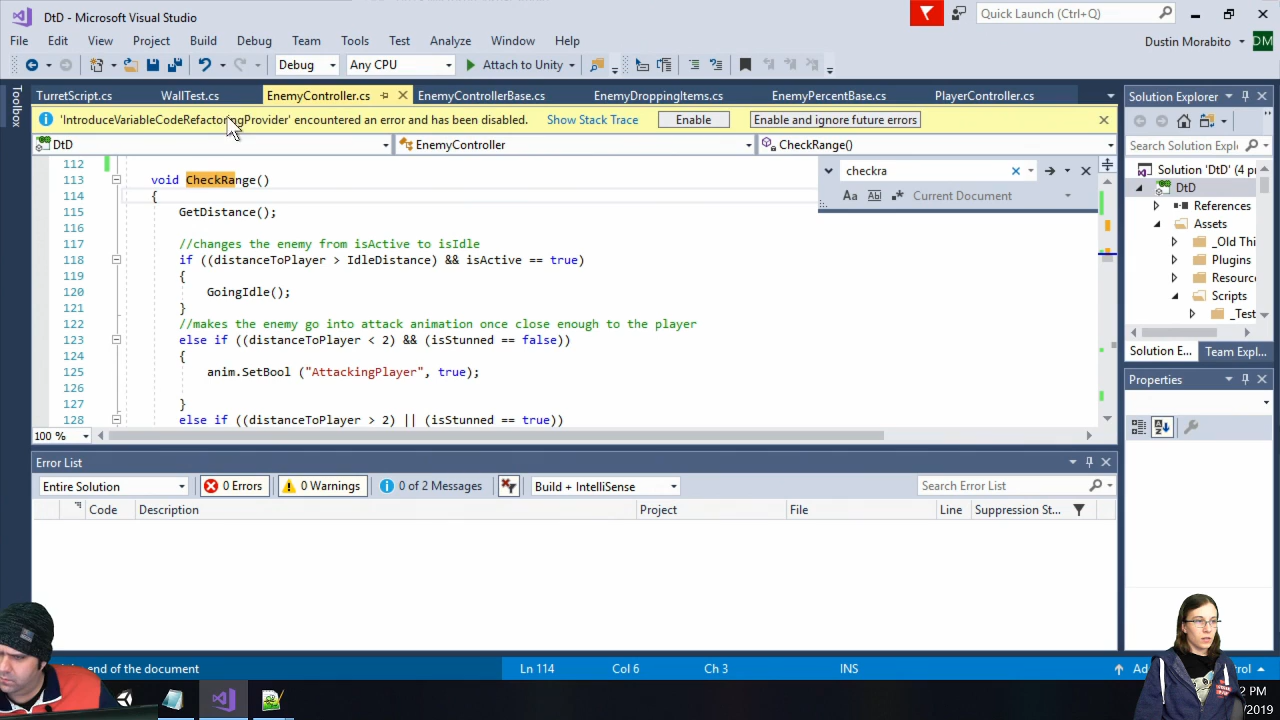 DtD - Microsoft Visual Studio
Quick Launch (Ctrl+Q)
File Edit View Project Build Debug Team Tools Test Analyze Window Help
Dustin Morabito DM
Debug Any CPU Attach to Unity
Toolbox
TurretScript.cs WallTest.cs EnemyController.cs EnemyControllerBase.cs EnemyDroppingItems.cs EnemyPercentBase.cs PlayerController.cs
'IntroduceVariableCodeRefactoringProvider' encountered an error and has been disabled. Show Stack Trace Enable Enable and ignore future errors
DtD EnemyController CheckRange()
checkra
Aa Ab Current Document
112
113 void CheckRange()
114 {
115 GetDistance();
116
117 //changes the enemy from isActive to isIdle
118 if ((distanceToPlayer > IdleDistance) && isActive == true)
119 {
120 GoingIdle();
121 }
122 //makes the enemy go into attack animation once close enough to the player
123 else if ((distanceToPlayer < 2) && (isStunned == false))
124 {
125 anim.SetBool ("AttackingPlayer", true);
126
127 }
128 else if ((distanceToPlayer > 2) || (isStunned == true))
100 %
Solution Explorer
Search Solution Expl
Solution 'DtD' (4 p
DtD
References
Assets
_Old Thi
Plugins
Resourc
Scripts
_Test
Solution E... Team Expl...
Properties
Error List
Entire Solution 0 Errors 0 Warnings 0 of 2 Messages Build + IntelliSense Search Error List
Code Description Project File Line Suppression St...
end of the document Ln 114 Col 6 Ch 3 INS
2 PM
/2019